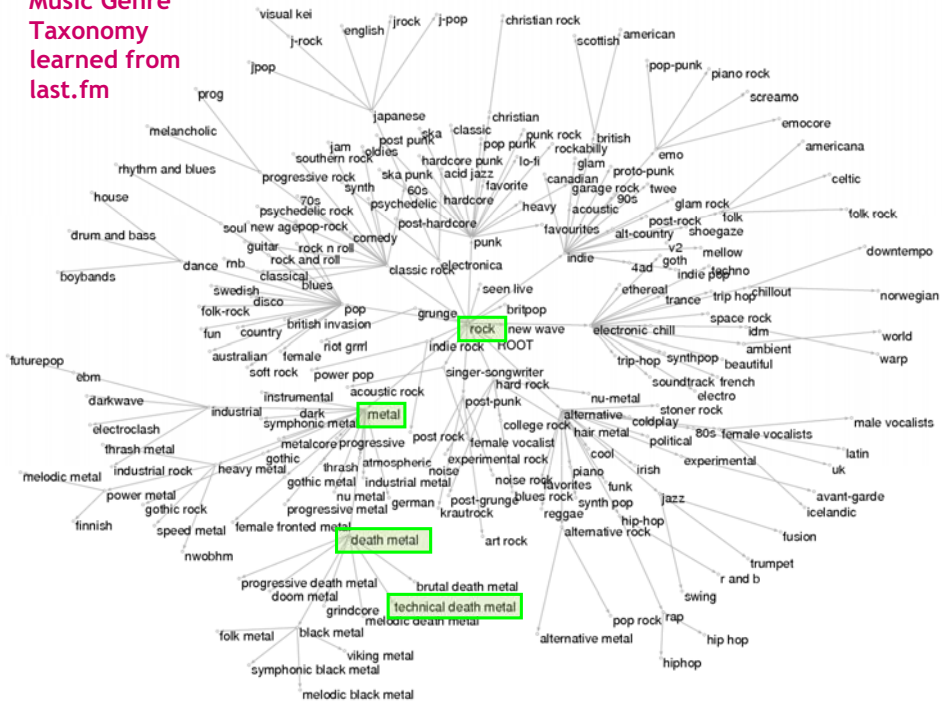 Music Genre
Taxonomy
learned from
last.fm
visual kei
jrock
j-pop
christian rock
english
j-rock
scottish
american
jpop
pop-punk
piano rock
prog
screamo
japanese
christian
emocore
melancholic
ska
classic
punk rock
british
post punk
pop punk
rockabilly
americana
jam
oldies
southern rock
hardcore punk
lo-fi
glam
emo
rhythm and blues
progressive rock
ska punk
acid jazz
canadian
proto-punk
celtic
synth
60s
favorite
garage rock
twee
house
70s
psychedelic
hardcore
90s
psychedelic rock
heavy
acoustic
glam rock
folk rock
soul
new age
pop-rock
post-hardcore
favourites
post-rock
folk
alt-country
shoegaze
drum and bass
guitar
rock n roll
comedy
punk
v2
mellow
downtempo
dance
rnb
rock and roll
classic rock
electronica
indie
goth
4ad
indie pop
techno
boybands
classical
blues
swedish
seen live
ethereal
trance
trip hop
chillout
norwegian
disco
folk-rock
pop
grunge
britpop
space rock
fun
country
british invasion
rock
new wave
electronic
chill
idm
world
riot grrrl
indie rock
ROOT
ambient
australian
female
trip-hop
synthpop
beautiful
warp
futurepop
soft rock
power pop
singer-songwriter
soundtrack
french
ebm
hard rock
electro
darkwave
instrumental
acoustic rock
post-punk
nu-metal
industrial
dark
metal
alternative
stoner rock
symphonic metal
college rock
coldplay
male vocalists
electroclash
hair metal
political
80s
female vocalists
thrash metal
metalcore
progressive
post rock
female vocalist
cool
experimental
latin
gothic
thrash
atmospheric
noise
experimental rock
piano
irish
uk
melodic metal
industrial rock
heavy metal
gothic metal
industrial metal
noise rock
favorites
funk
power metal
nu metal
german
post-grunge
blues rock
synth pop
jazz
avant-garde
gothic rock
progressive metal
krautrock
reggae
hip-hop
icelandic
finnish
speed metal
female fronted metal
alternative rock
fusion
nwobhm
death metal
art rock
trumpet
progressive death metal
brutal death metal
r and b
doom metal
swing
grindcore
technical death metal
melodic death metal
pop rock
rap
folk metal
black metal
alternative metal
hip hop
viking metal
symphonic black metal
hiphop
melodic black metal